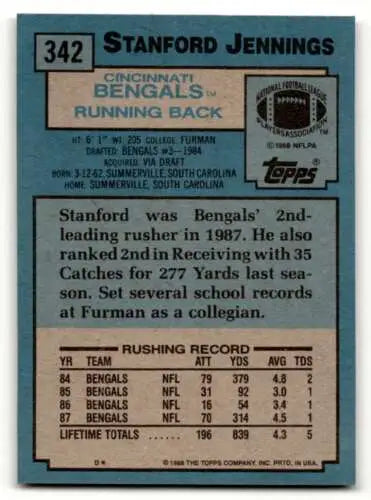 342 STANFORD JENNINGS
CINCINNATI
BENGALS™
RUNNING BACK
NATIONAL FOOTBALL LEAGUE
PLAYERS ASSOCIATION™
©1988 NFLPA
TOPPS®
HT: 6' 1" WT: 205 COLLEGE: FURMAN
DRAFTED: BENGALS #3—1984
ACQUIRED: VIA DRAFT
BORN: 3-12-62, SUMMERVILLE, SOUTH CAROLINA
HOME: SUMMERVILLE, SOUTH CAROLINA
Stanford was Bengals' 2nd-
leading rusher in 1987. He also
ranked 2nd in Receiving with 35
Catches for 277 Yards last sea-
son. Set several school records
at Furman as a collegian.
RUSHING RECORD
YR TEAM ATT YDS AVG TDS
84 BENGALS NFL 79 379 4.8 2
85 BENGALS NFL 31 92 3.0 1
86 BENGALS NFL 16 54 3.4 1
87 BENGALS NFL 70 314 4.5 1
LIFETIME TOTALS 196 839 4.3 5
D* © 1988 THE TOPPS COMPANY, INC. PRTD. IN U.S.A.